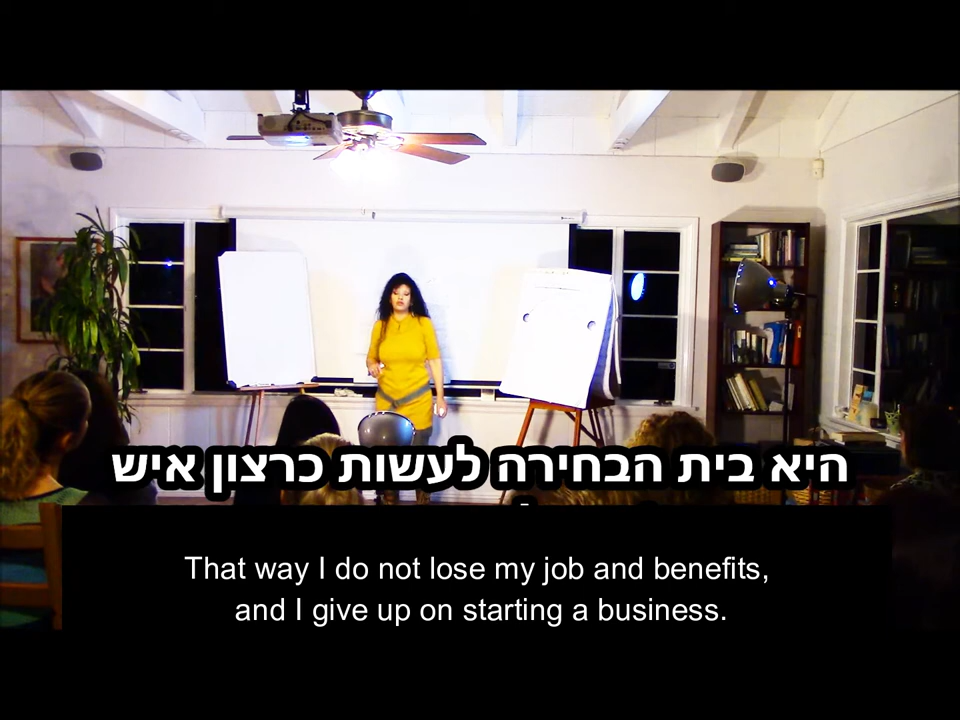 היא בית הבחירה לעשות כרצון איש
That way I do not lose my job and benefits,
and I give up on starting a business.